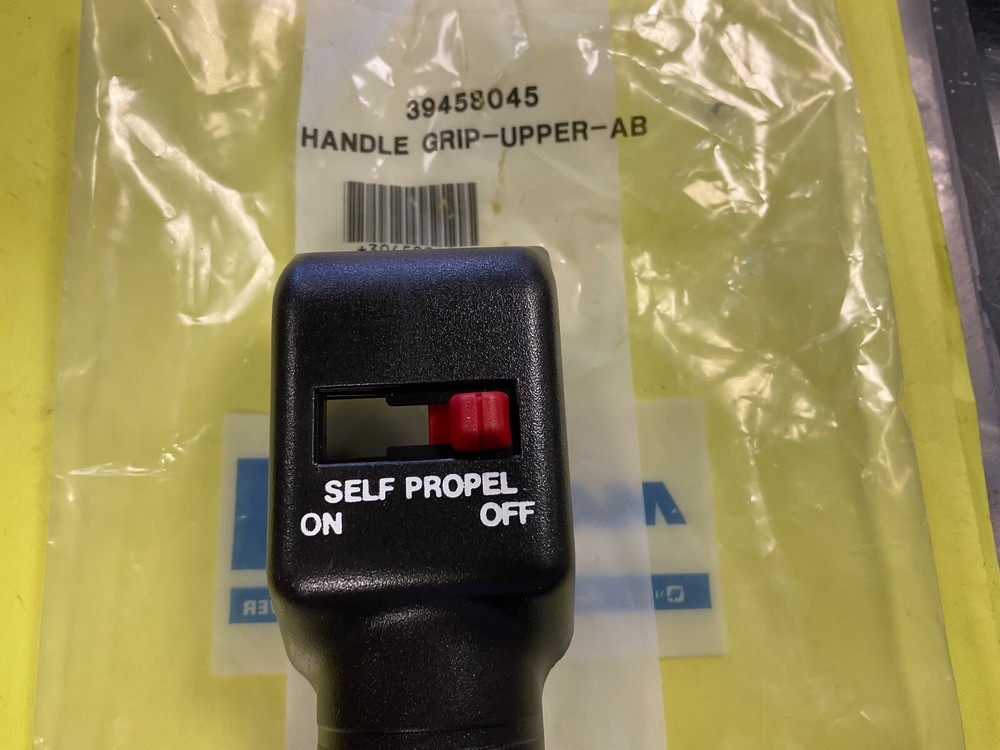 39458045
HANDLE GRIP-UPPER-AB
SELF PROPEL
ON OFF